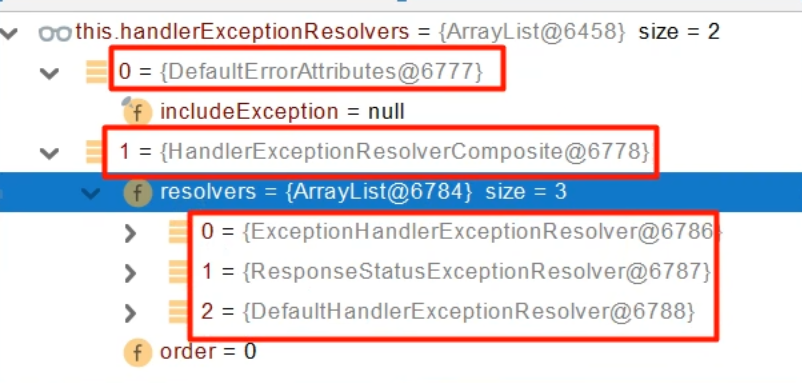 this.handlerExceptionResolvers = {ArrayList@6458} size = 2
0 = {DefaultErrorAttributes@6777}
f includeException = null
1 = {HandlerExceptionResolverComposite@6778}
f resolvers = {ArrayList@6784} size = 3
0 = {ExceptionHandlerExceptionResolver@6786}
1 = {ResponseStatusExceptionResolver@6787}
2 = {DefaultHandlerExceptionResolver@6788}
f order = 0